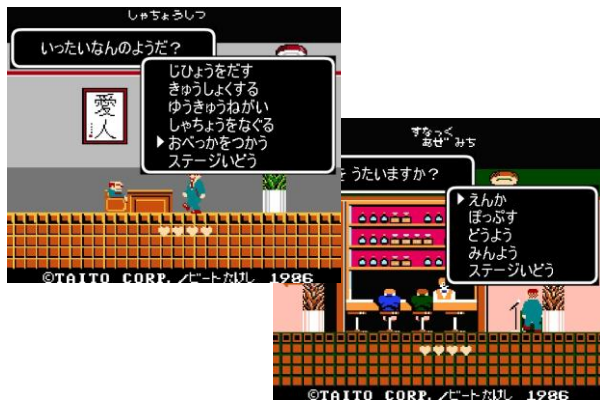 しゃちょうしつ
いったいなんのようだ？
じひょうをだす
きゅうしょくする
ゆうきゅうねがい
しゃちょうをなぐる
▶おべっかをつかう
ステージいどう
愛人
©TAITO CORP./ビートたけし 1986
すなっく
あぜ みち
を うたいますか？
▶えんか
ぽっぷす
どうよう
みんよう
ステージいどう
©TAITO CORP./ビートたけし 1986